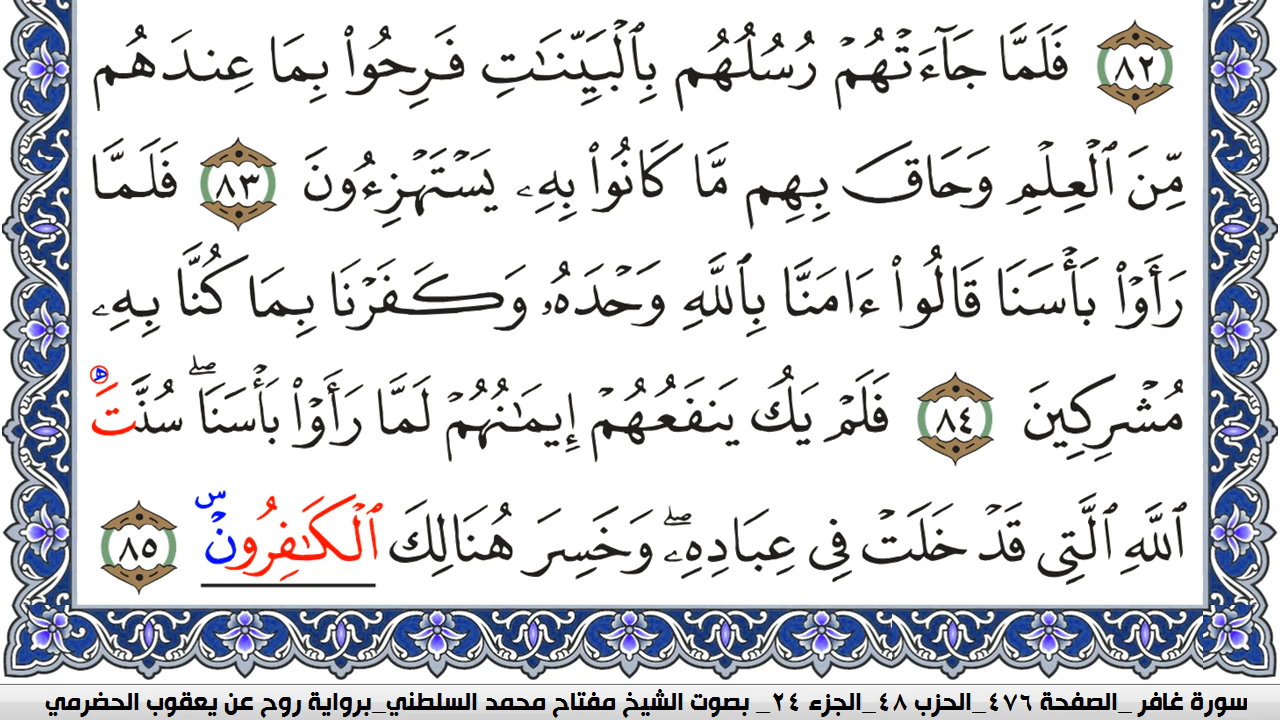 ٨٢ فَلَمَّا جَآءَتۡهُمۡ رُسُلُهُم بِٱلۡبَيِّنَٰتِ فَرِحُواْ بِمَا عِندَهُم
مِّنَ ٱلۡعِلۡمِ وَحَاقَ بِهِم مَّا كَانُواْ بِهِۦ يَسۡتَهۡزِءُونَ ٨٣ فَلَمَّا
رَأَوۡاْ بَأۡسَنَا قَالُوٓاْ ءَامَنَّا بِٱللَّهِ وَحۡدَهُۥ وَكَفَرۡنَا بِمَا كُنَّا بِهِۦ
مُشۡرِكِينَ ٨٤ فَلَمۡ يَكُ يَنفَعُهُمۡ إِيمَٰنُهُمۡ لَمَّا رَأَوۡاْ بَأۡسَنَاۖ سُنَّتَ ه
ٱللَّهِ ٱلَّتِي قَدۡ خَلَتۡ فِي عِبَادِهِۦۖ وَخَسِرَ هُنَالِكَ ٱلۡكَٰفِرُونۡ س ٨٥
سورة غافر _الصفحة ٤٧٦_الحزب ٤٨_الجزء ٢٤_ بصوت الشيخ مفتاح محمد السلطني_برواية روح عن يعقوب الحضرمي